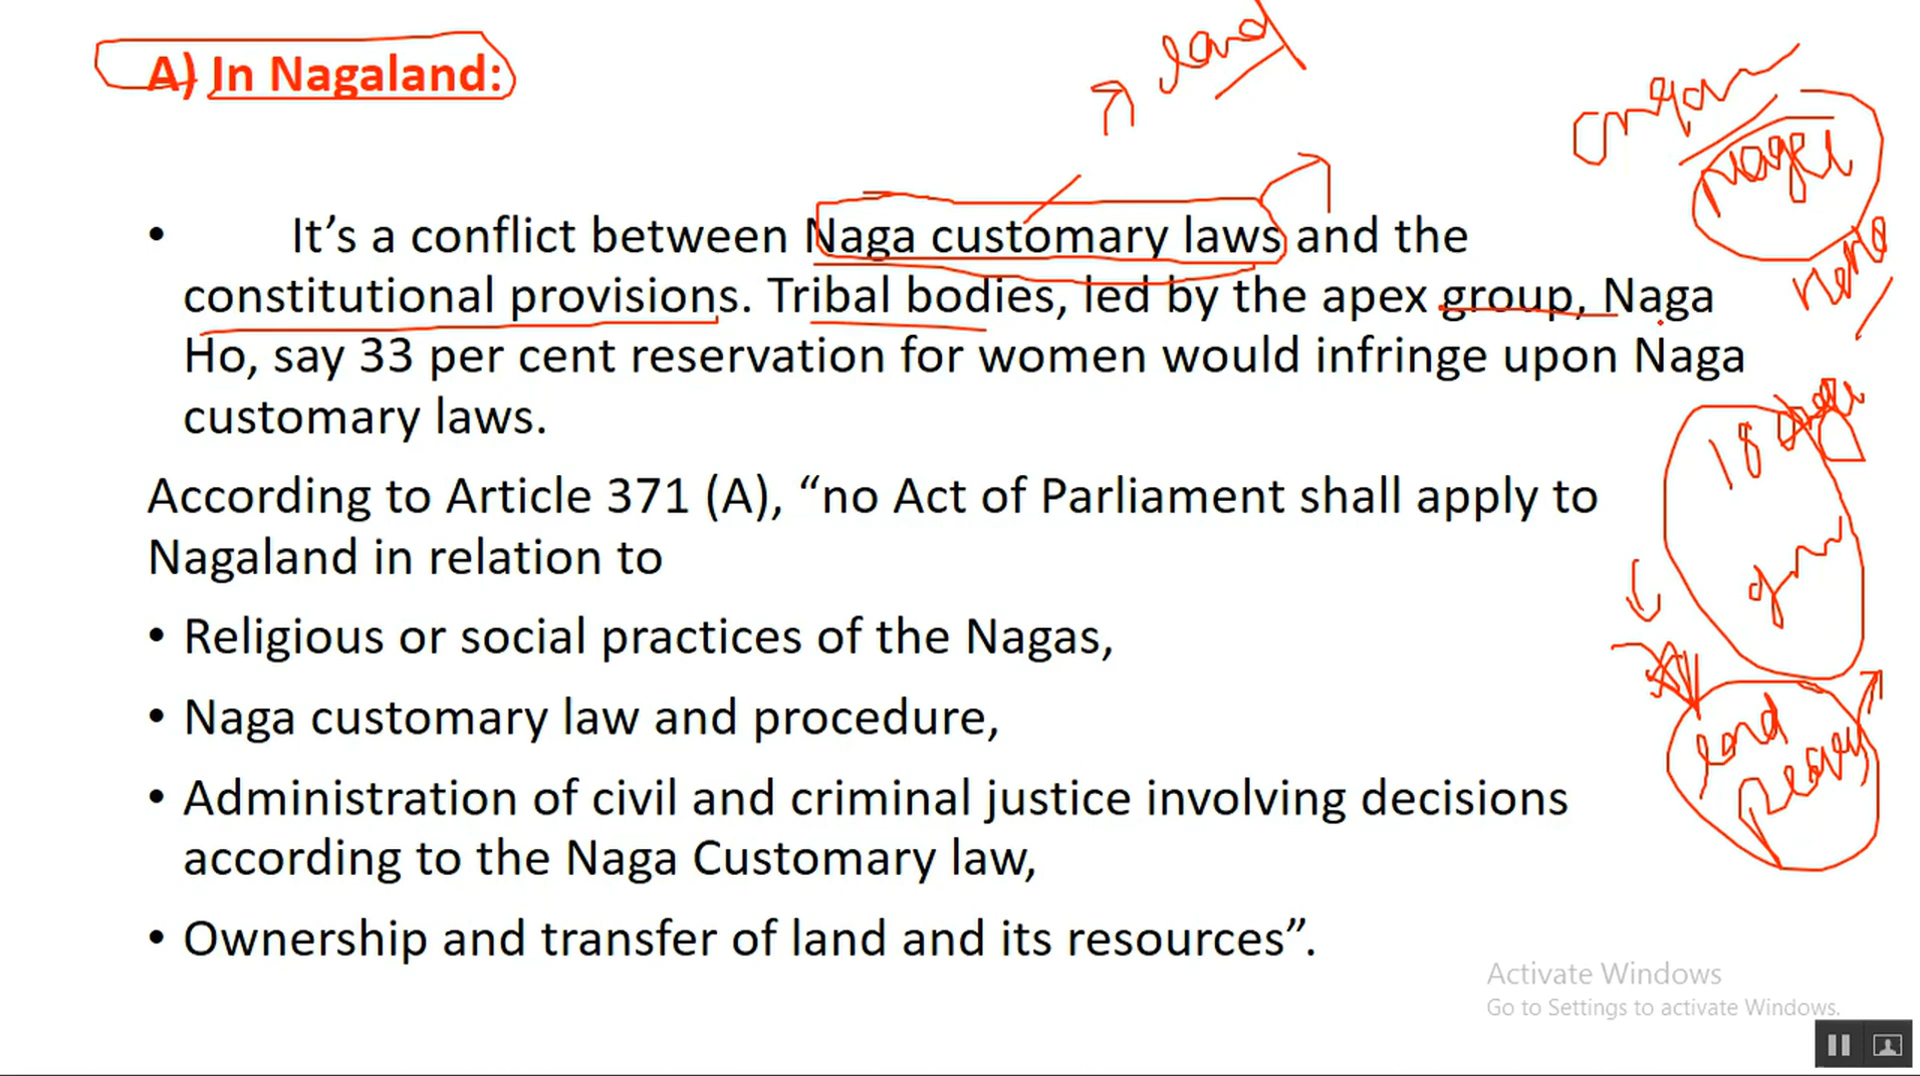 A) In Nagaland:
land
• It’s a conflict between Naga customary laws and the
constitutional provisions. Tribal bodies, led by the apex group, Naga
Ho, say 33 per cent reservation for women would infringe upon Naga
customary laws.
According to Article 371 (A), “no Act of Parliament shall apply to
Nagaland in relation to
• Religious or social practices of the Nagas,
• Naga customary law and procedure,
• Administration of civil and criminal justice involving decisions
according to the Naga Customary law,
• Ownership and transfer of land and its resources”.
18
land
Activate Windows
Go to Settings to activate Windows.